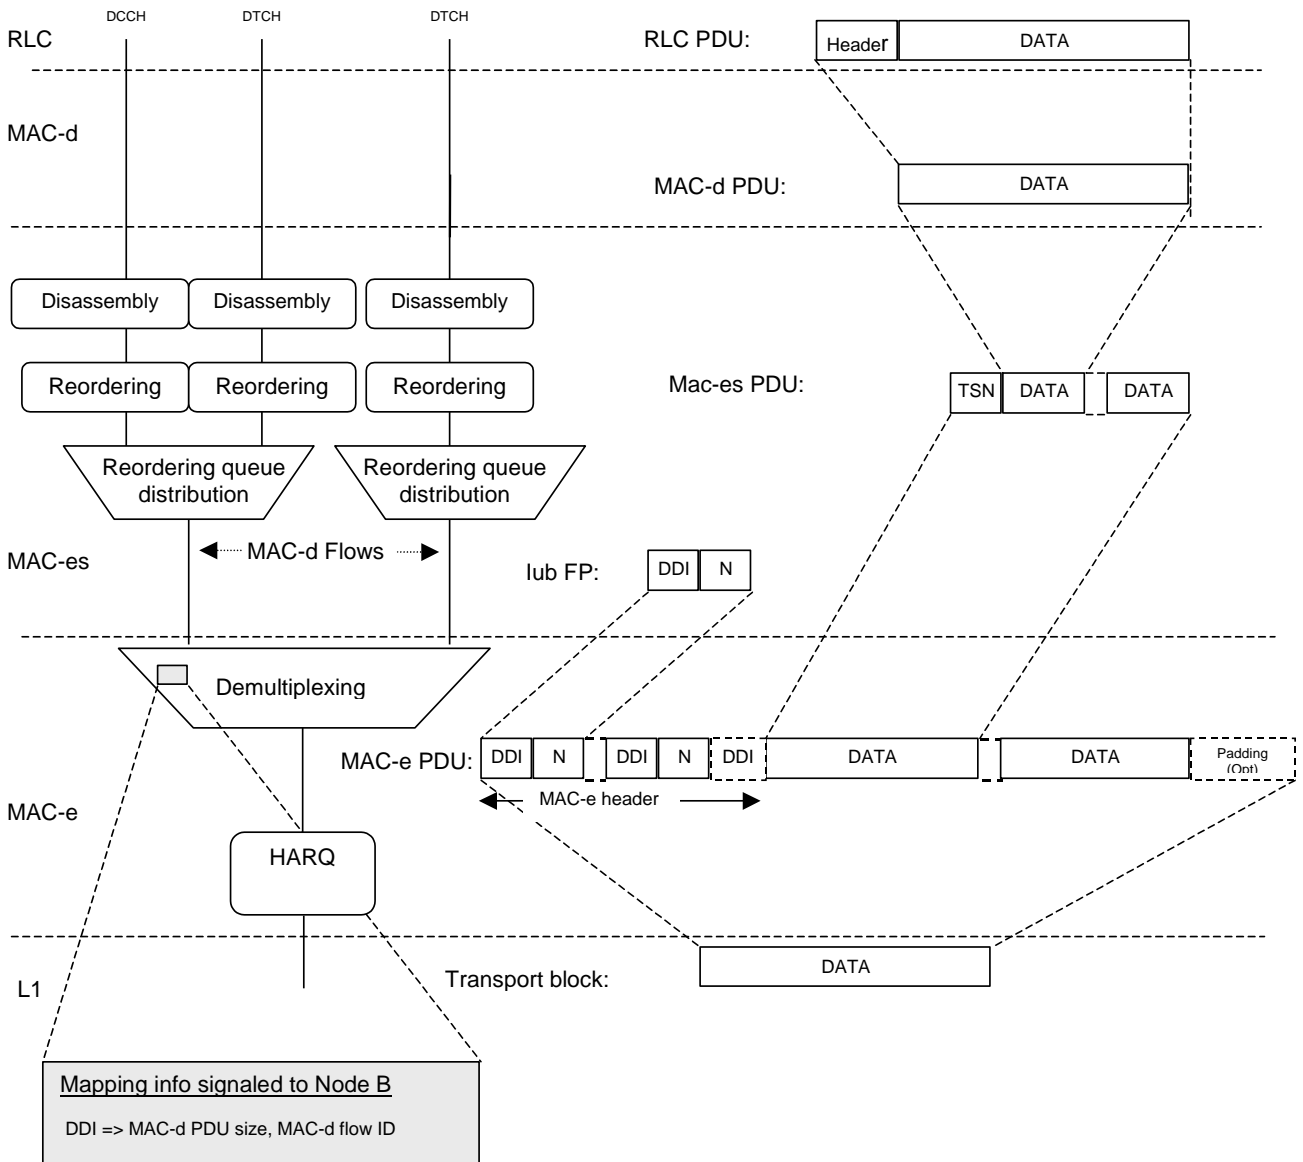 DCCH DTCH DTCH
RLC RLC PDU: Header DATA
MAC-d
MAC-d PDU: DATA
Disassembly Disassembly Disassembly
Reordering Reordering Reordering
Mac-es PDU: TSN DATA DATA
Reordering queue distribution
Reordering queue distribution
MAC-d Flows
MAC-es
Iub FP: DDI N
Demultiplexing
MAC-e PDU: DDI N DDI N DDI DATA DATA Padding (Opt)
MAC-e header
MAC-e
HARQ
L1
Transport block: DATA
Mapping info signaled to Node B
DDI => MAC-d PDU size, MAC-d flow ID